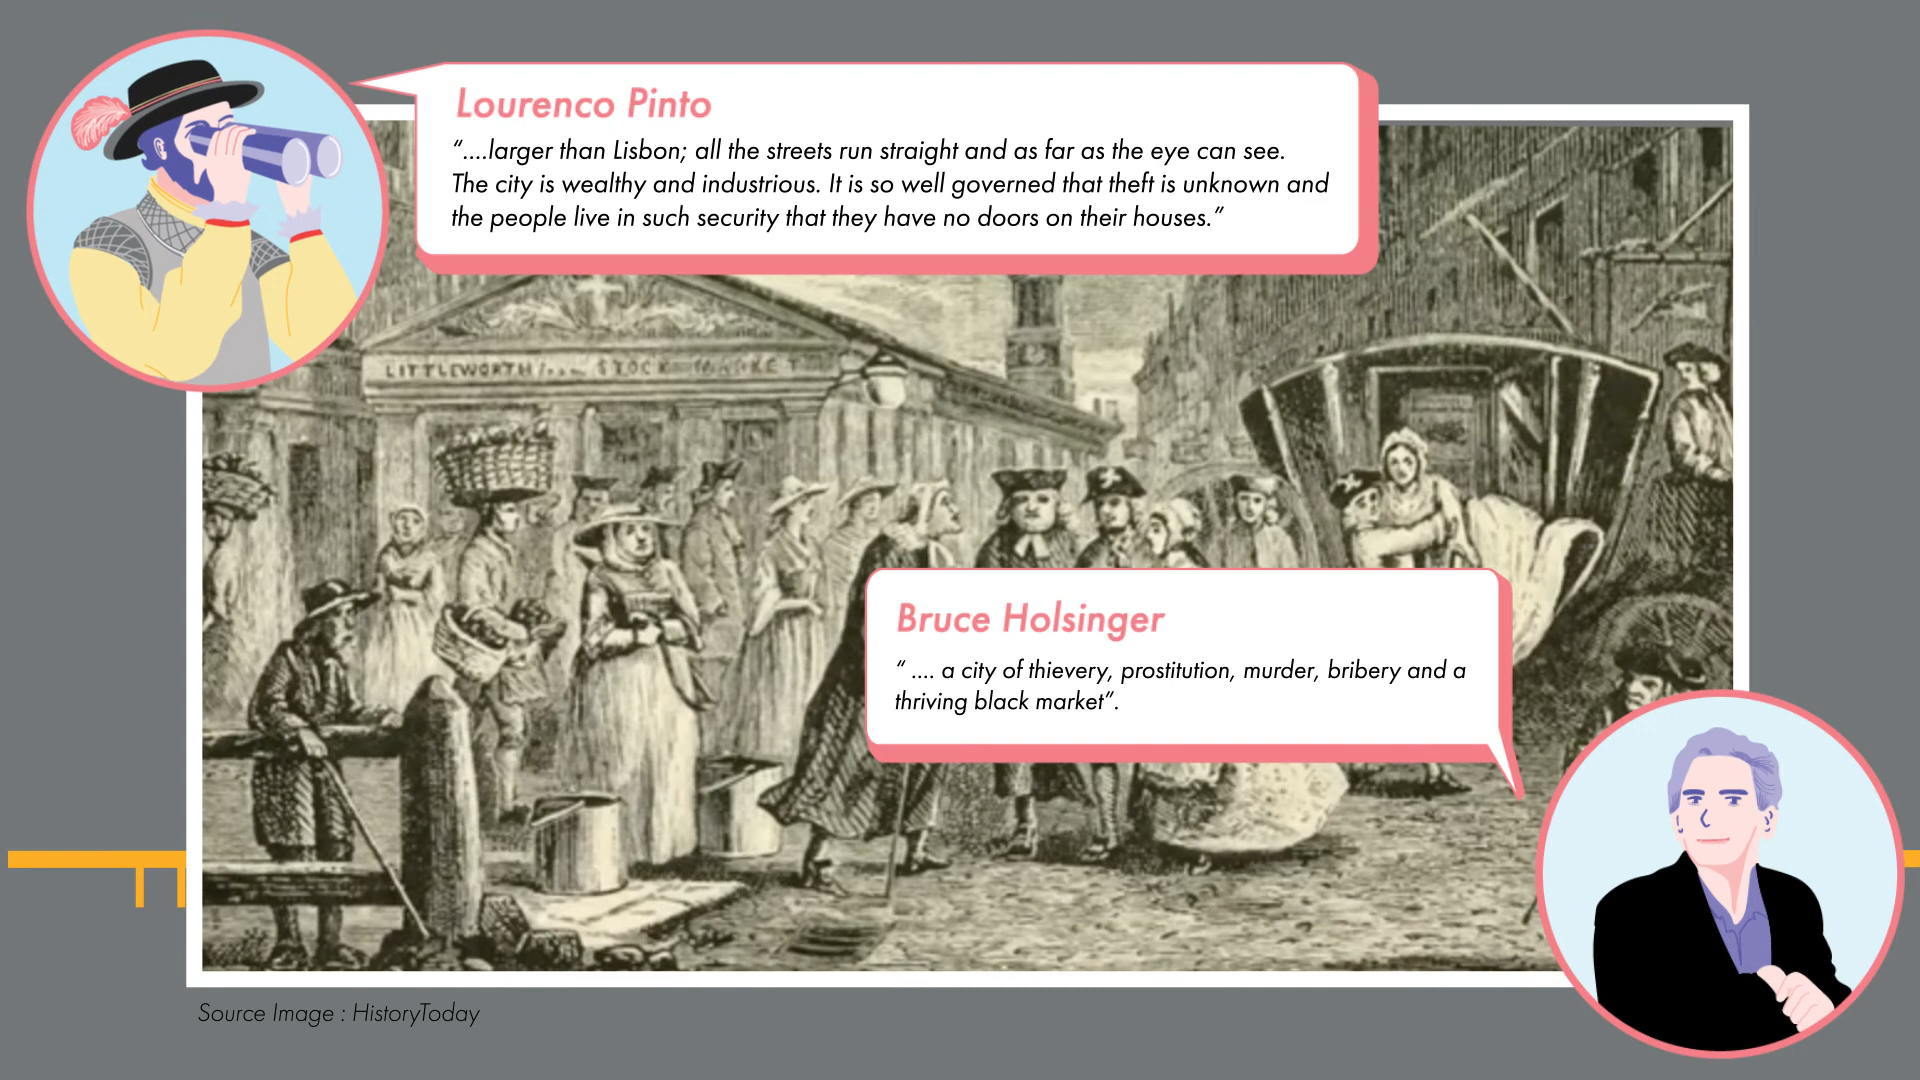 Lourenco Pinto
“....larger than Lisbon; all the streets run straight and as far as the eye can see.
The city is wealthy and industrious. It is so well governed that theft is unknown and
the people live in such security that they have no doors on their houses.”
LITTLEWORTH STOCK
Bruce Holsinger
“ .... a city of thievery, prostitution, murder, bribery and a
thriving black market”.
Source Image : HistoryToday